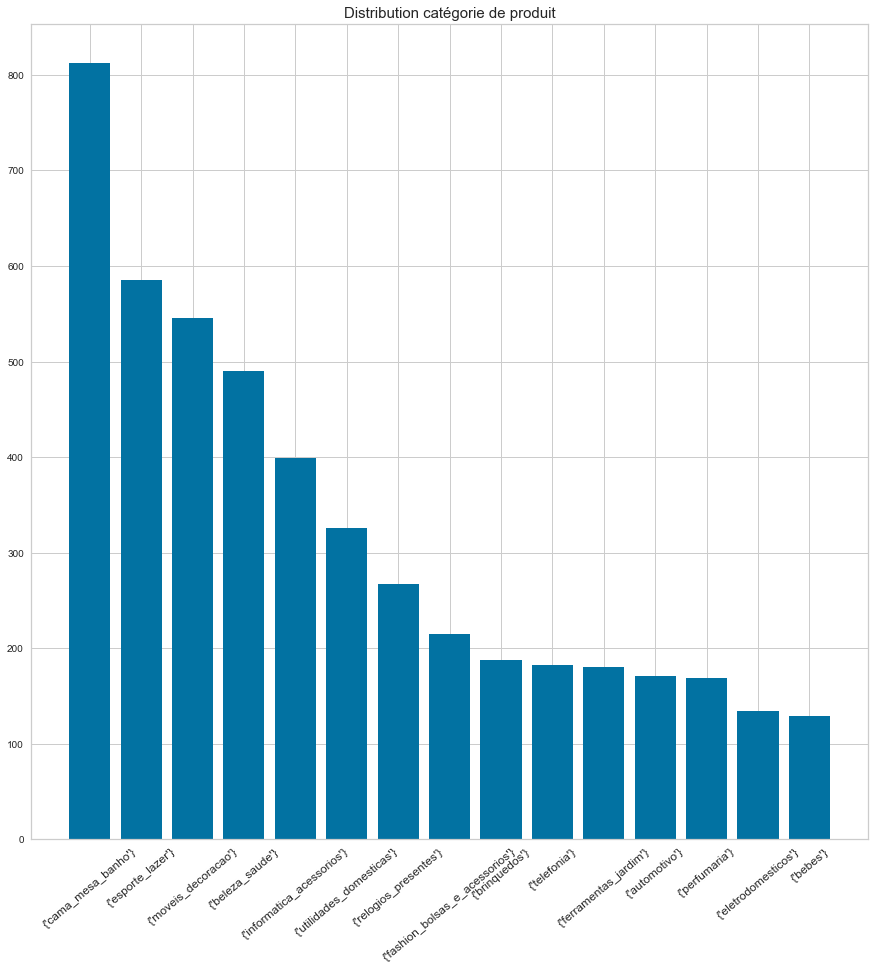 Distribution catégorie de produit
800
700
600
500
400
300
200
100
0
{'cama_mesa_banho'}
{'esporte_lazer'}
{'moveis_decoracao'}
{'beleza_saude'}
{'informatica_acessorios'}
{'utilidades_domesticas'}
{'relogios_presentes'}
{'fashion_bolsas_e_acessorios'}
{'brinquedos'}
{'telefonia'}
{'ferramentas_jardim'}
{'automotivo'}
{'perfumaria'}
{'eletrodomesticos'}
{'bebes'}